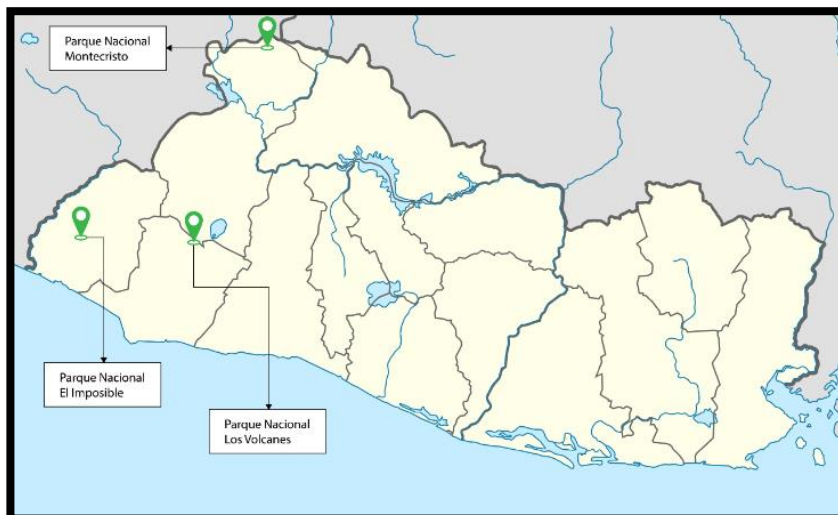 Parque Nacional
Montecristo
Parque Nacional
El Imposible
Parque Nacional
Los Volcanes